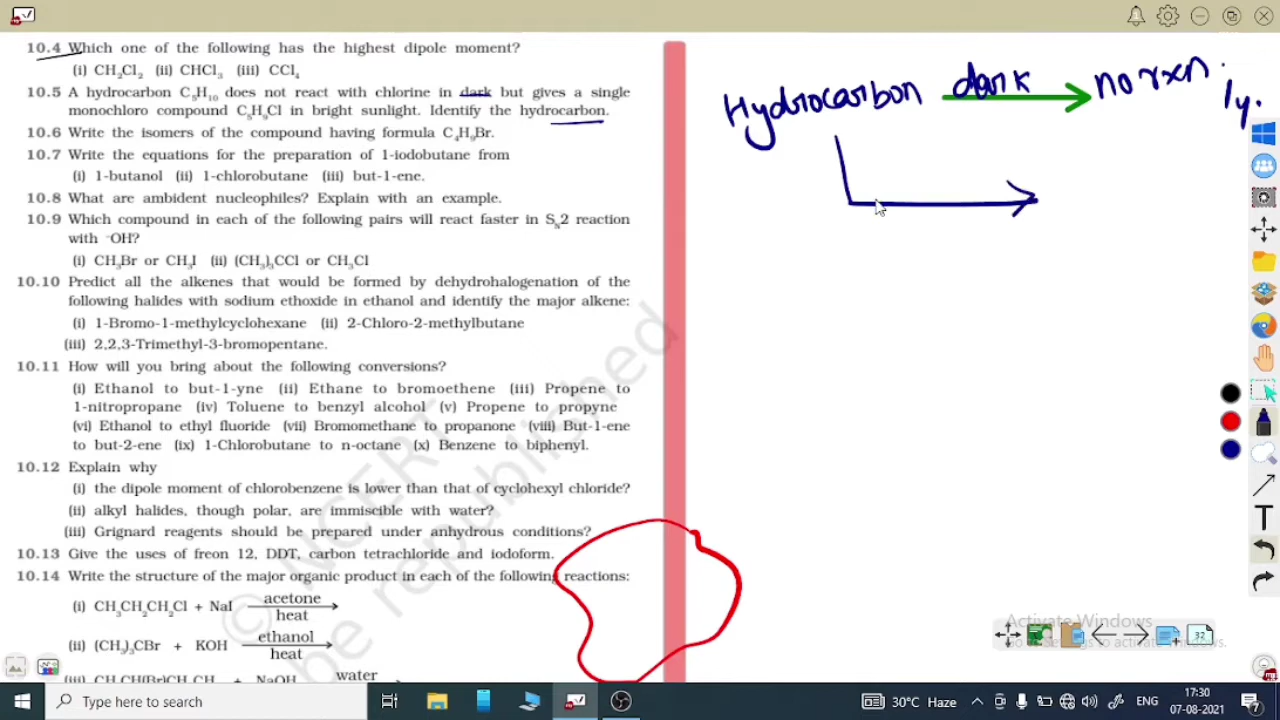 10.4 Which one of the following has the highest dipole moment?
(i) CH2Cl2 (ii) CHCl3 (iii) CCl4
10.5 A hydrocarbon C5H10 does not react with chlorine in dark but gives a single
monochloro compound C5H9Cl in bright sunlight. Identify the hydrocarbon.
10.6 Write the isomers of the compound having formula C4H9Br.
10.7 Write the equations for the preparation of 1-iodobutane from
(i) 1-butanol (ii) 1-chlorobutane (iii) but-1-ene.
10.8 What are ambident nucleophiles? Explain with an example.
10.9 Which compound in each of the following pairs will react faster in SN2 reaction
with ⁻OH?
(i) CH3Br or CH3I (ii) (CH3)3CCl or CH3Cl
10.10 Predict all the alkenes that would be formed by dehydrohalogenation of the
following halides with sodium ethoxide in ethanol and identify the major alkene:
(i) 1-Bromo-1-methylcyclohexane (ii) 2-Chloro-2-methylbutane
(iii) 2,2,3-Trimethyl-3-bromopentane.
10.11 How will you bring about the following conversions?
(i) Ethanol to but-1-yne (ii) Ethane to bromoethene (iii) Propene to
1-nitropropane (iv) Toluene to benzyl alcohol (v) Propene to propyne
(vi) Ethanol to ethyl fluoride (vii) Bromomethane to propanone (viii) But-1-ene
to but-2-ene (ix) 1-Chlorobutane to n-octane (x) Benzene to biphenyl.
10.12 Explain why
(i) the dipole moment of chlorobenzene is lower than that of cyclohexyl chloride?
(ii) alkyl halides, though polar, are immiscible with water?
(iii) Grignard reagents should be prepared under anhydrous conditions?
10.13 Give the uses of freon 12, DDT, carbon tetrachloride and iodoform.
10.14 Write the structure of the major organic product in each of the following reactions:
(i) CH3CH2CH2Cl + NaI acetone heat
(ii) (CH3)3CBr + KOH ethanol heat
water
© NCERT
be republished
Hydrocarbon dark no rxn.
1y.
T
32
Activate Windows
Type here to search
30°C Haze
ENG
17:30
07-08-2021
7